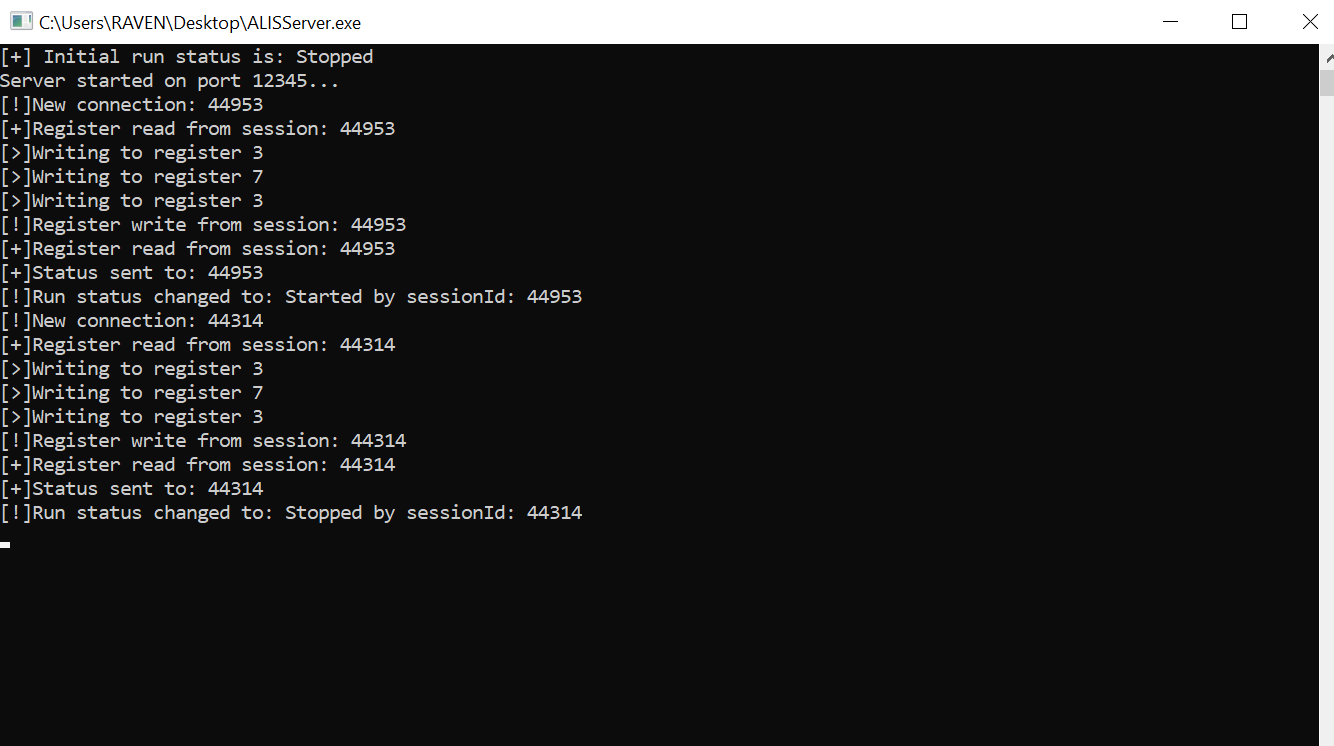 C:\Users\RAVEN\Desktop\ALISServer.exe
[+] Initial run status is: Stopped
Server started on port 12345...
[!]New connection: 44953
[+]Register read from session: 44953
[>]Writing to register 3
[>]Writing to register 7
[>]Writing to register 3
[!]Register write from session: 44953
[+]Register read from session: 44953
[+]Status sent to: 44953
[!]Run status changed to: Started by sessionId: 44953
[!]New connection: 44314
[+]Register read from session: 44314
[>]Writing to register 3
[>]Writing to register 7
[>]Writing to register 3
[!]Register write from session: 44314
[+]Register read from session: 44314
[+]Status sent to: 44314
[!]Run status changed to: Stopped by sessionId: 44314